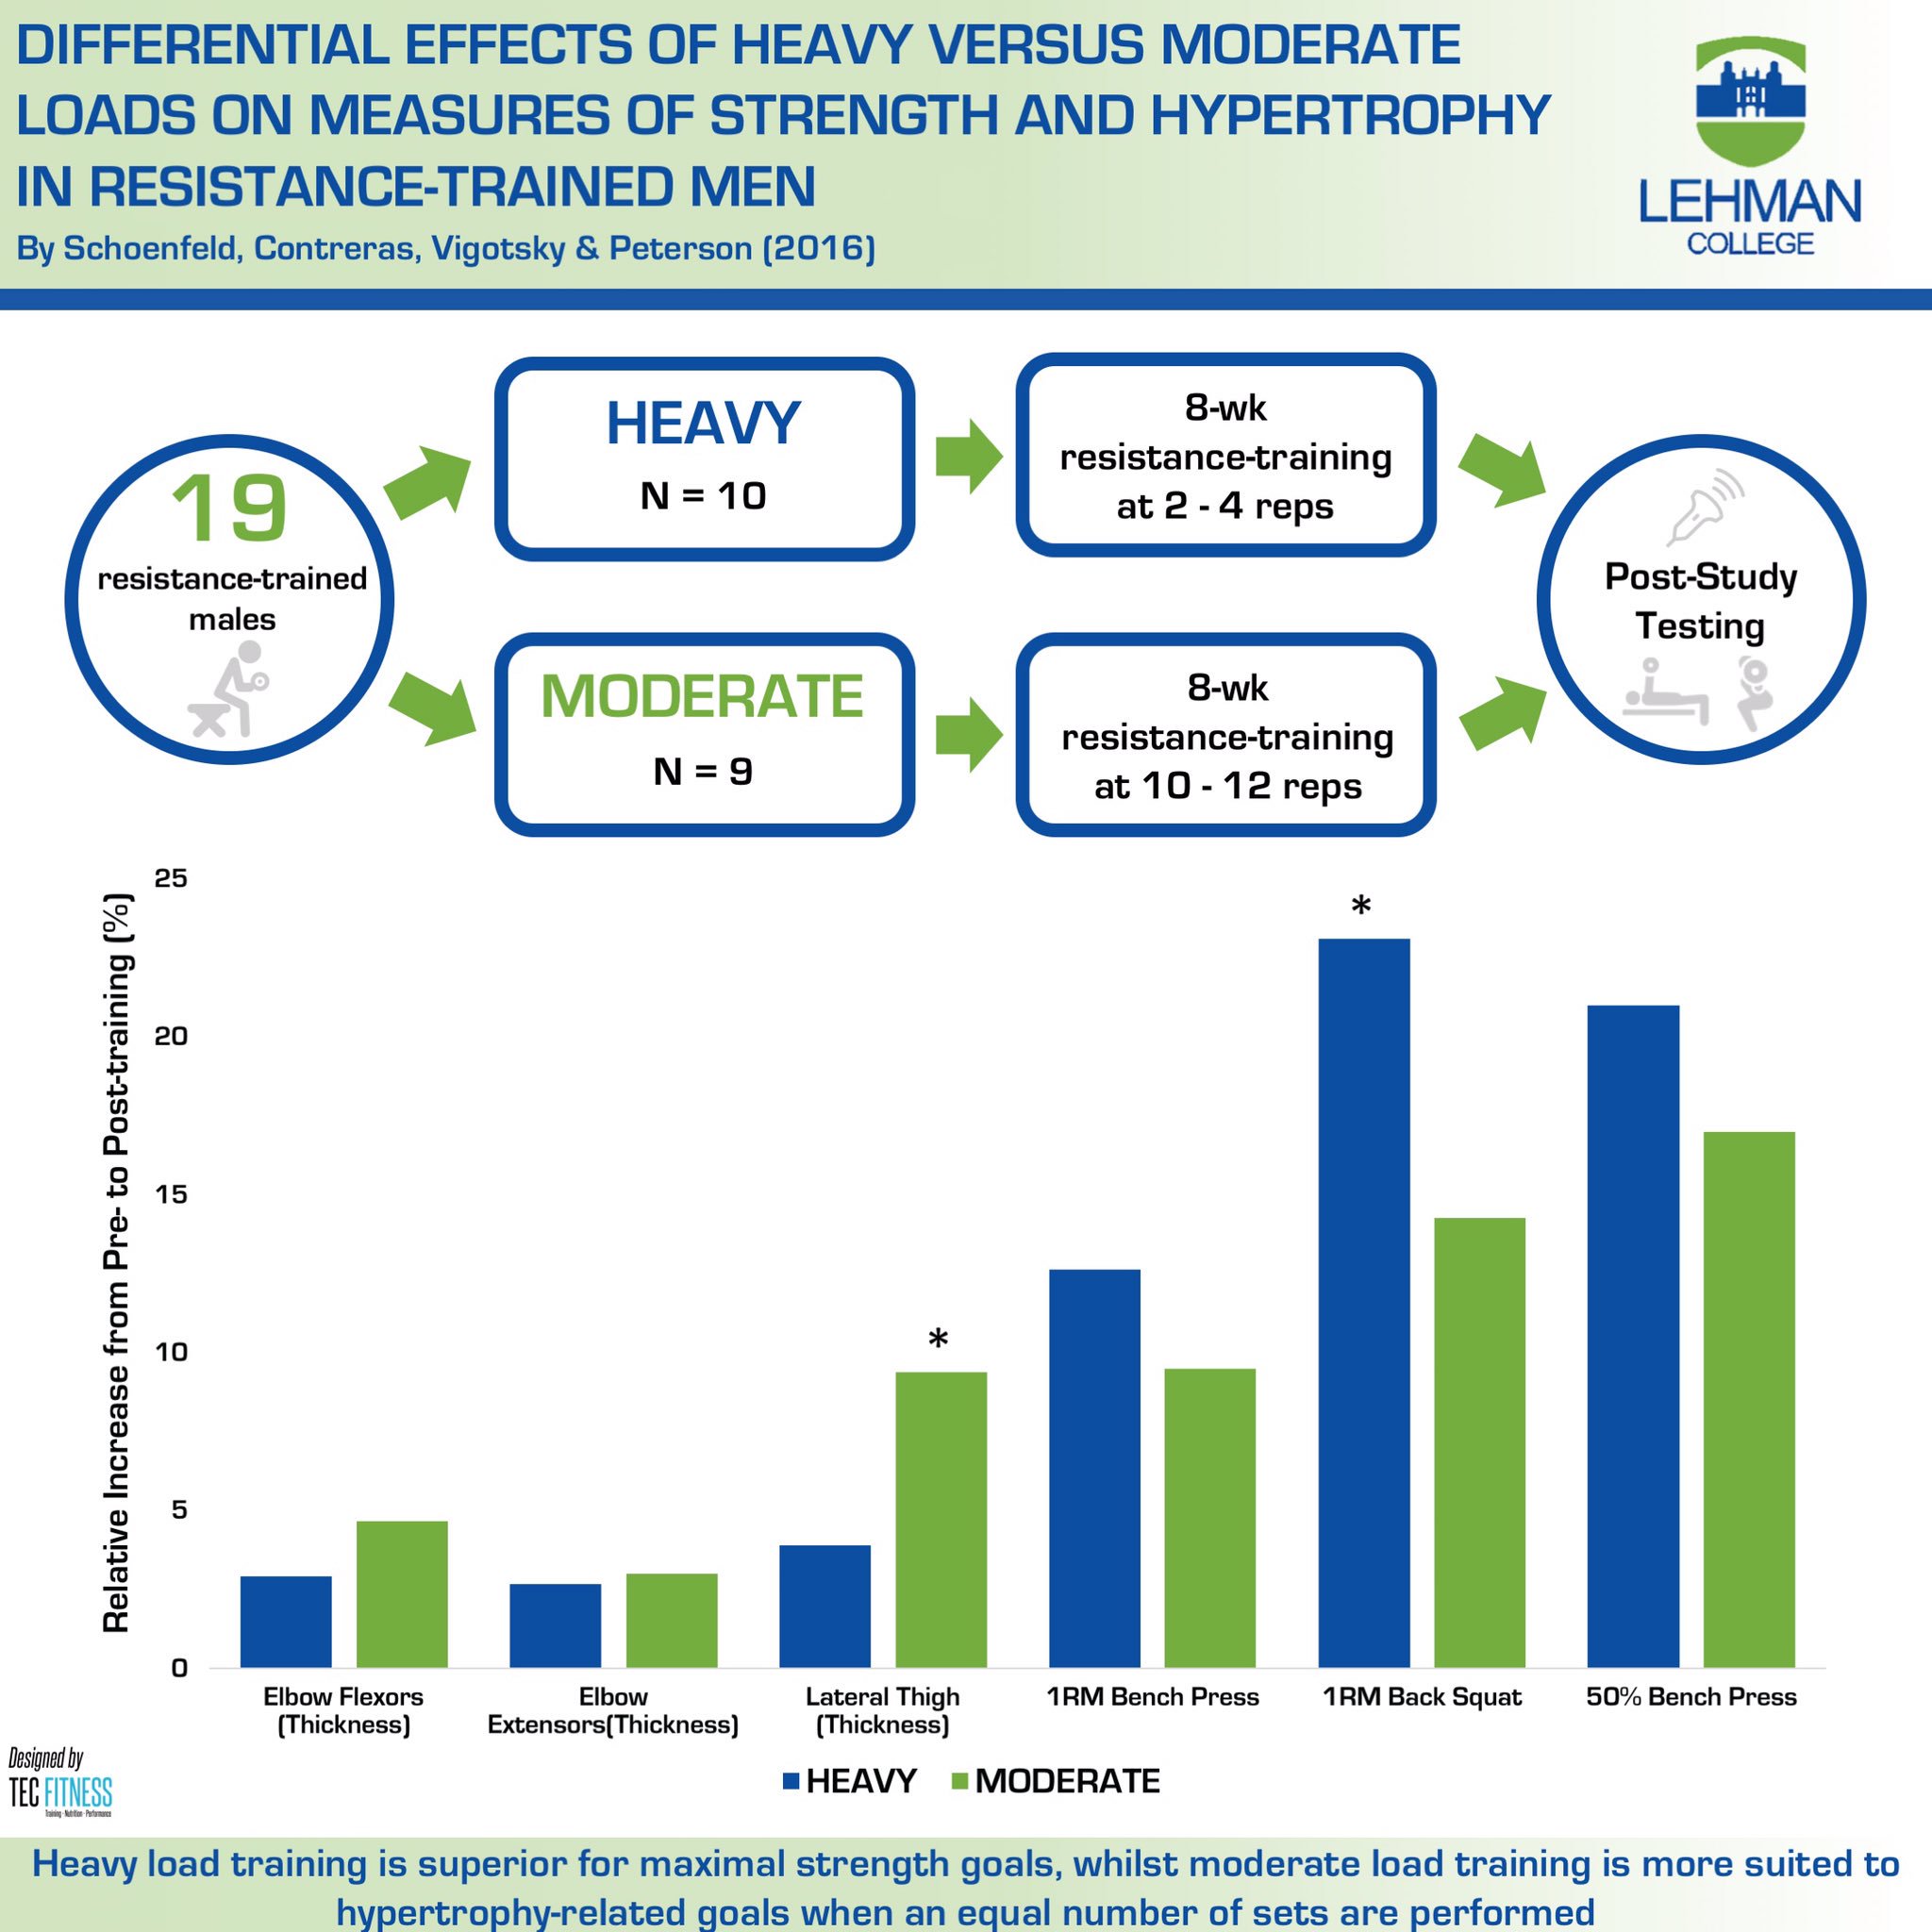 DIFFERENTIAL EFFECTS OF HEAVY VERSUS MODERATE
LOADS ON MEASURES OF STRENGTH AND HYPERTROPHY
IN RESISTANCE-TRAINED MEN
By Schoenfeld, Contreras, Vigotsky & Peterson (2016)
LEHMAN
COLLEGE
19
resistance-trained
males
HEAVY
N = 10
8-wk
resistance-training
at 2 - 4 reps
MODERATE
N = 9
8-wk
resistance-training
at 10 - 12 reps
Post-Study
Testing
Relative Increase from Pre- to Post-training (%)
25
20
15
10
5
0
*
*
Elbow Flexors
(Thickness)
Elbow
Extensors(Thickness)
Lateral Thigh
(Thickness)
1RM Bench Press
1RM Back Squat
50% Bench Press
HEAVY MODERATE
Designed by
TEC FITNESS
Training - Nutrition - Performance
Heavy load training is superior for maximal strength goals, whilst moderate load training is more suited to
hypertrophy-related goals when an equal number of sets are performed